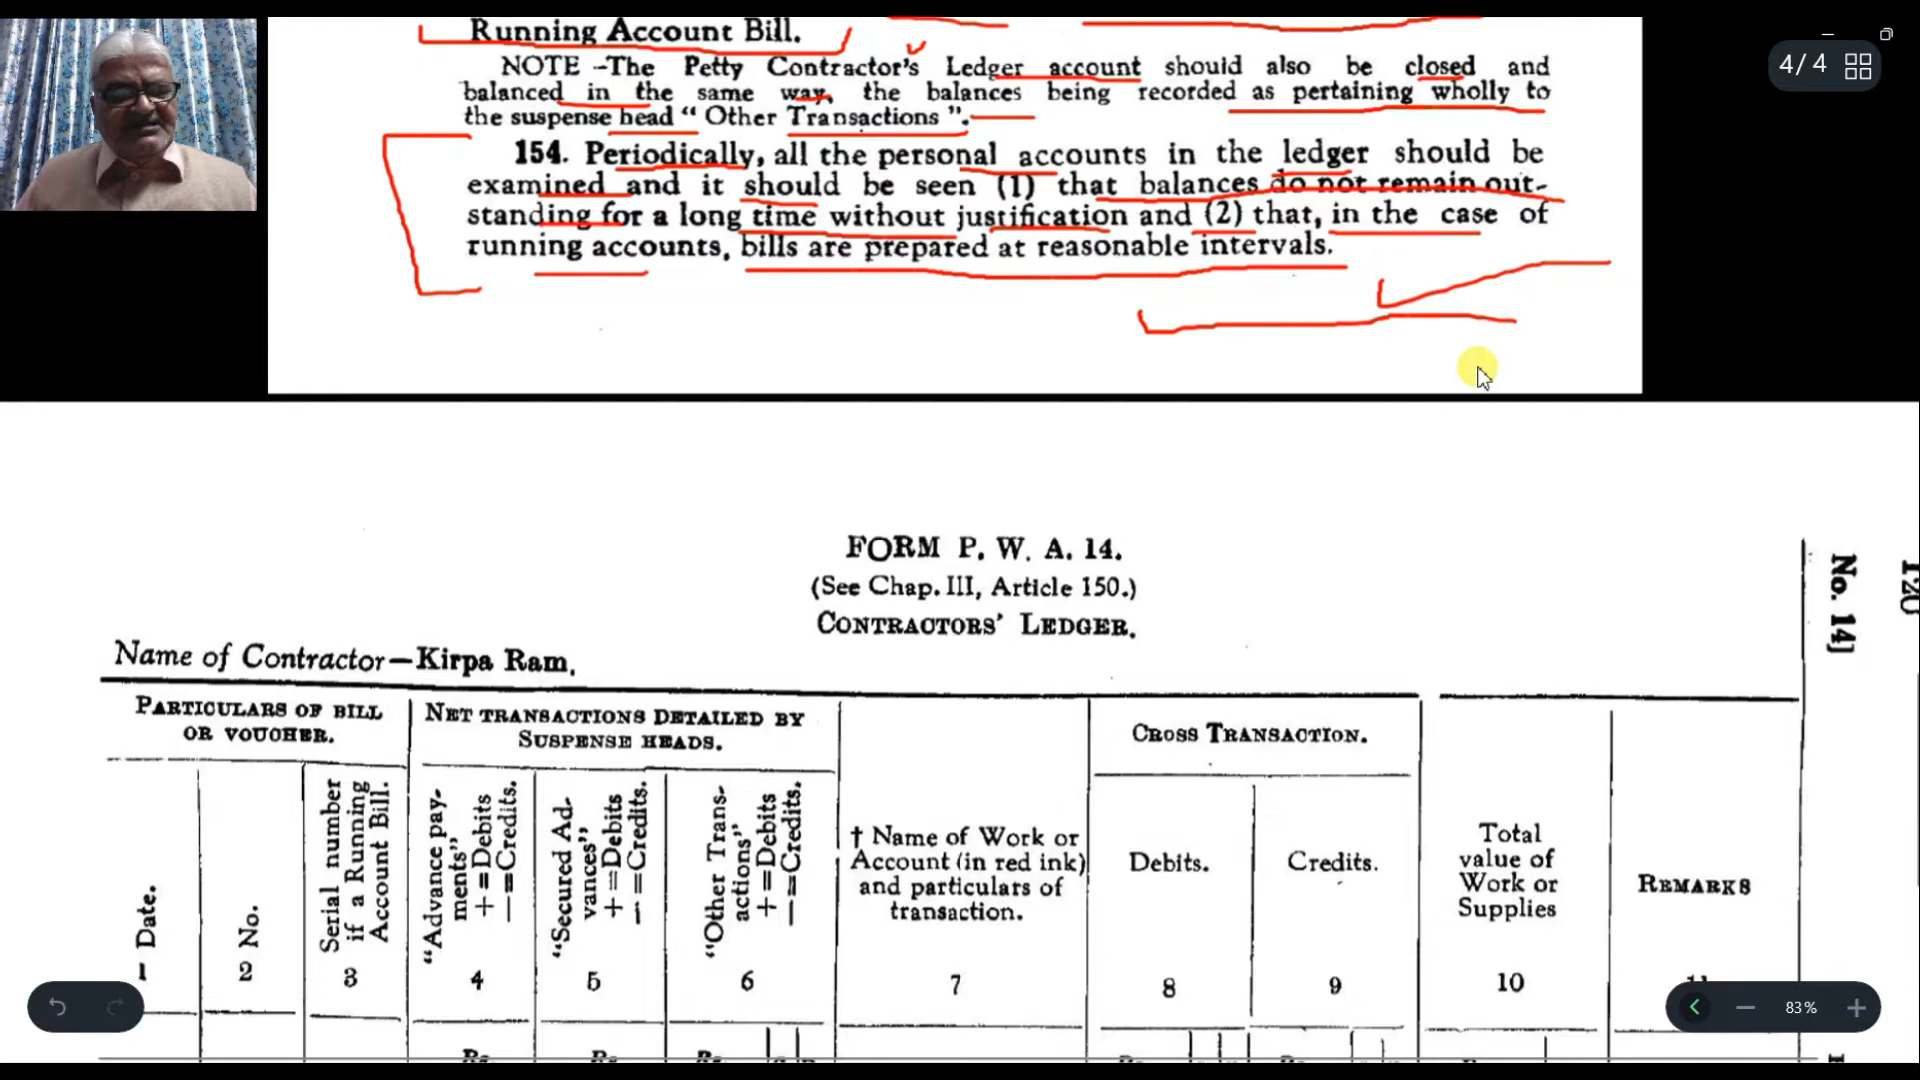 Running Account Bill.
NOTE -The Petty Contractor's Ledger account should also be closed and
balanced in the same way, the balances being recorded as pertaining wholly to
the suspense head " Other Transactions ".
154. Periodically, all the personal accounts in the ledger should be
examined and it should be seen (1) that balances do not remain out-
standing for a long time without justification and (2) that, in the case of
running accounts, bills are prepared at reasonable intervals.
4/ 4
FORM P. W. A. 14.
(See Chap. III, Article 150.)
CONTRACTORS' LEDGER.
No. 14]
120
Name of Contractor—Kirpa Ram.
PARTICULARS OF BILL
OR VOUCHER.
NET TRANSACTIONS DETAILED BY
SUSPENSE HEADS.
CROSS TRANSACTION.
Date.
No.
Serial number
if a Running
Account Bill.
"Advance pay-
ments"
+=Debits
—=Credits.
"Secured Ad-
vances"
+=Debits
—=Credits.
"Other Trans-
actions"
+=Debits
—=Credits.
† Name of Work or
Account (in red ink)
and particulars of
transaction.
Debits.
Credits.
Total
value of
Work or
Supplies
REMARKS
1 2 3 4 5 6 7 8 9 10
83%